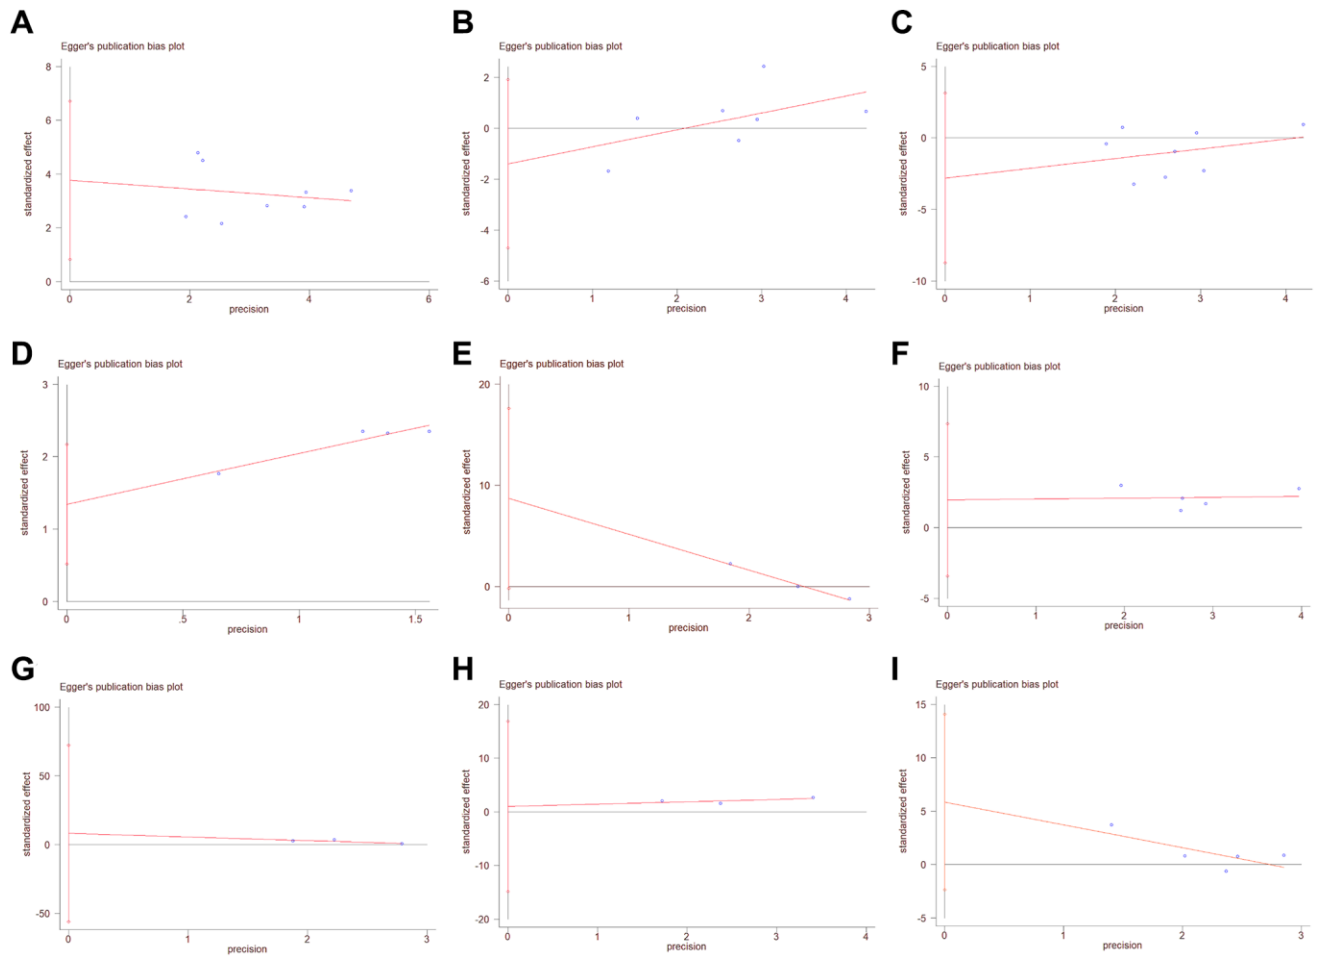 A
Egger's publication bias plot
standardized effect
8
6
4
2
0
0 2 4 6
precision
B
Egger's publication bias plot
standardized effect
2
0
-2
-4
-6
0 1 2 3 4
precision
C
Egger's publication bias plot
standardized effect
5
0
-5
-10
0 1 2 3 4
precision
D
Egger's publication bias plot
standardized effect
3
2
1
0
0 .5 1 1.5
precision
E
Egger's publication bias plot
standardized effect
20
10
0
0 1 2 3
precision
F
Egger's publication bias plot
standardized effect
10
5
0
-5
0 1 2 3 4
precision
G
Egger's publication bias plot
standardized effect
100
50
0
-50
0 1 2 3
precision
H
Egger's publication bias plot
standardized effect
20
10
0
-10
-20
0 1 2 3 4
precision
I
Egger's publication bias plot
standardized effect
15
10
5
0
-5
0 1 2 3
precision